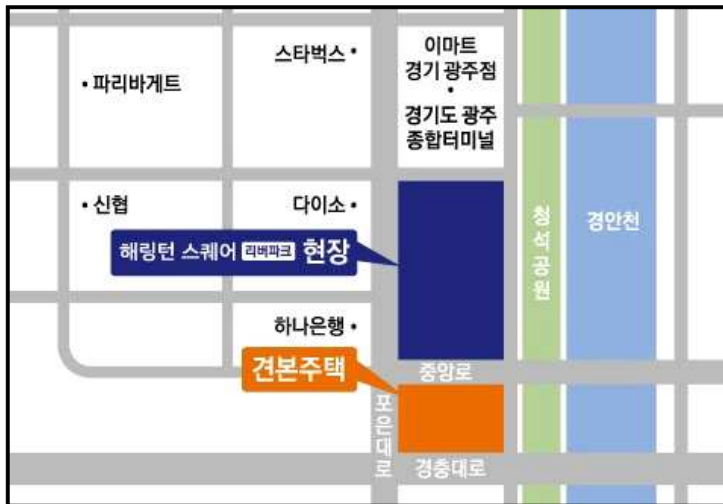 스타벅스
이마트
경기 광주점
경기도 광주
종합터미널
파리바게트
신협
다이소
해링턴 스퀘어 리버파크 현장
청석공원
경안천
하나은행
견본주택
중앙로
포은대로
경충대로